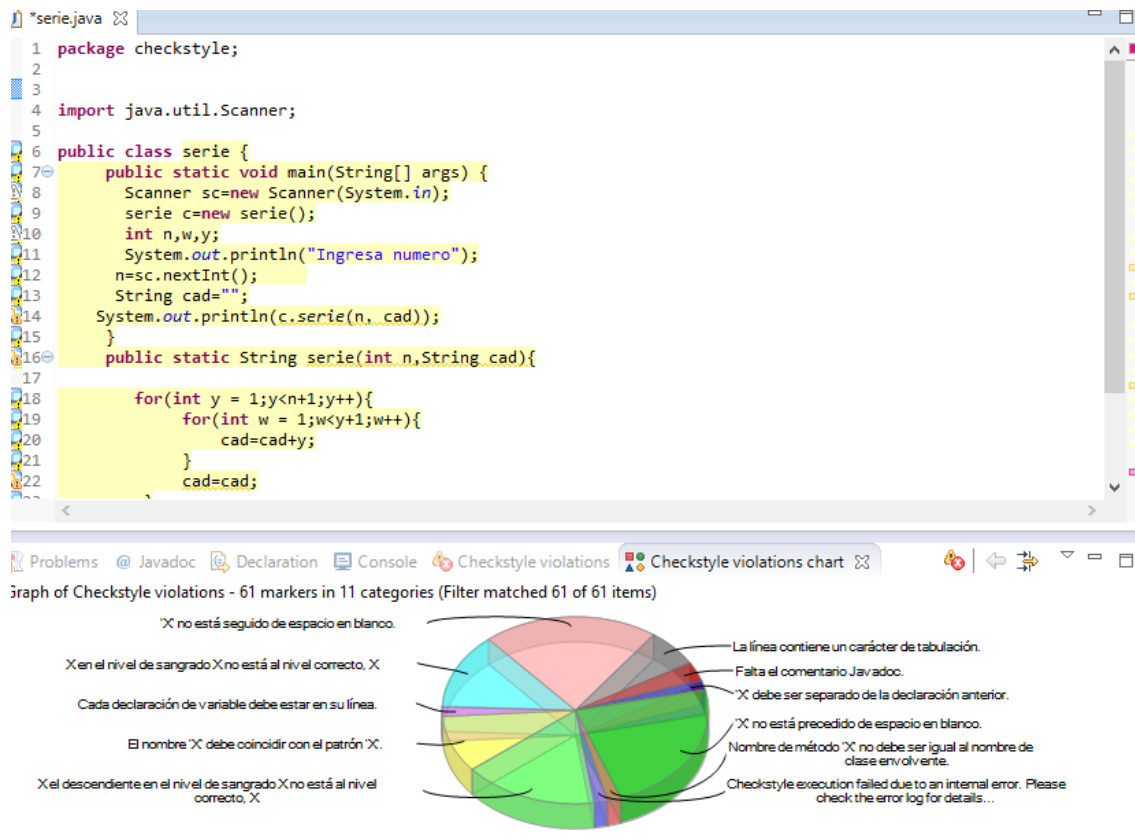 *serie.java
1 package checkstyle;
2
3
4 import java.util.Scanner;
5
6 public class serie {
7 public static void main(String[] args) {
8 Scanner sc=new Scanner(System.in);
9 serie c=new serie();
10 int n,w,y;
11 System.out.println("Ingresa numero");
12 n=sc.nextInt();
13 String cad="";
14 System.out.println(c.serie(n, cad));
15 }
16 public static String serie(int n,String cad){
17
18 for(int y = 1;y<n+1;y++){
19 for(int w = 1;w<y+1;w++){
20 cad=cad+y;
21 }
22 cad=cad;
Problems @ Javadoc Declaration Console Checkstyle violations Checkstyle violations chart
Graph of Checkstyle violations - 61 markers in 11 categories (Filter matched 61 of 61 items)
'X' no está seguido de espacio en blanco.
X en el nivel de sangrado X no está al nivel correcto, X
Cada declaración de variable debe estar en su línea.
El nombre 'X' debe coincidir con el patrón 'X'.
X el descendiente en el nivel de sangrado X no está al nivel
correcto, X
La línea contiene un carácter de tabulación.
Falta el comentario Javadoc.
'X' debe ser separado de la declaración anterior.
'X' no está precedido de espacio en blanco.
Nombre de método 'X' no debe ser igual al nombre de
clase envolvente.
Checkstyle execution failed due to an internal error. Please
check the error log for details...